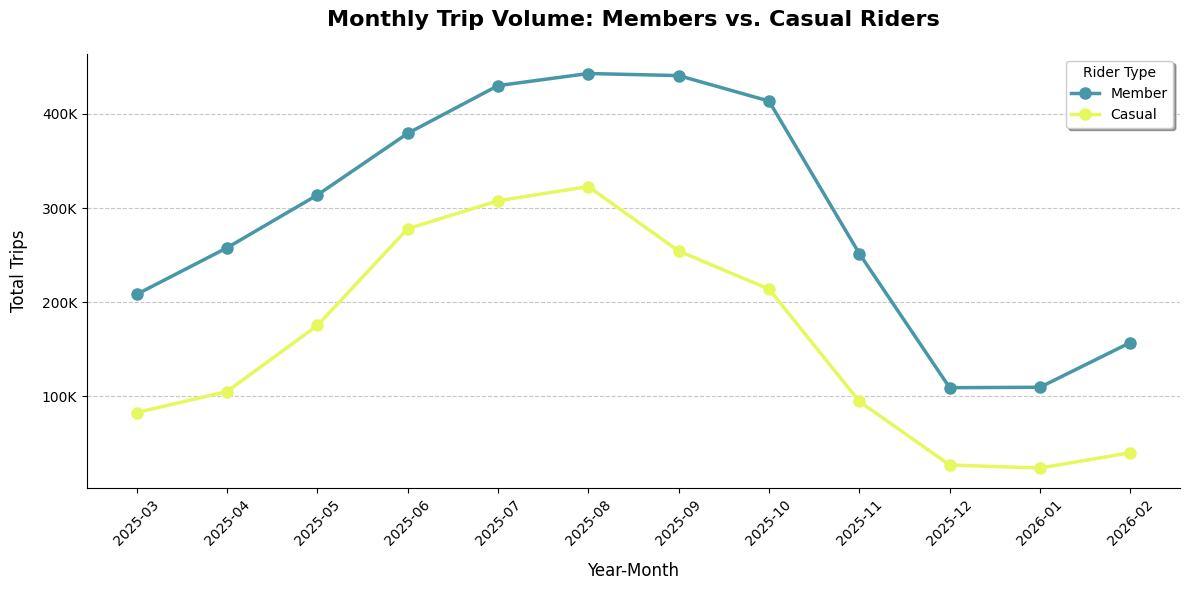 Monthly Trip Volume: Members vs. Casual Riders
Rider Type
Member
Casual
Total Trips
400K
300K
200K
100K
2025-03
2025-04
2025-05
2025-06
2025-07
2025-08
2025-09
2025-10
2025-11
2025-12
2026-01
2026-02
Year-Month